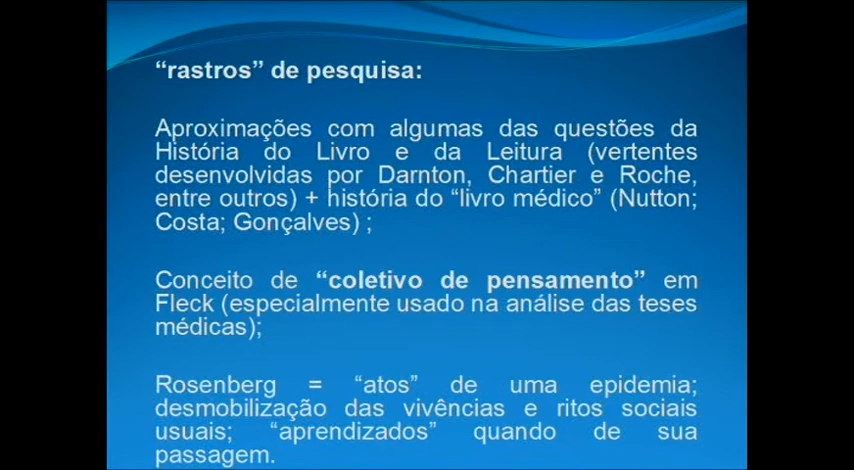 “rastros” de pesquisa:
Aproximações com algumas das questões da
História do Livro e da Leitura (vertentes
desenvolvidas por Darnton, Chartier e Roche,
entre outros) + história do “livro médico” (Nutton;
Costa; Gonçalves) ;
Conceito de “coletivo de pensamento” em
Fleck (especialmente usado na análise das teses
médicas);
Rosenberg = “atos” de uma epidemia;
desmobilização das vivências e ritos sociais
usuais; “aprendizados” quando de sua
passagem.